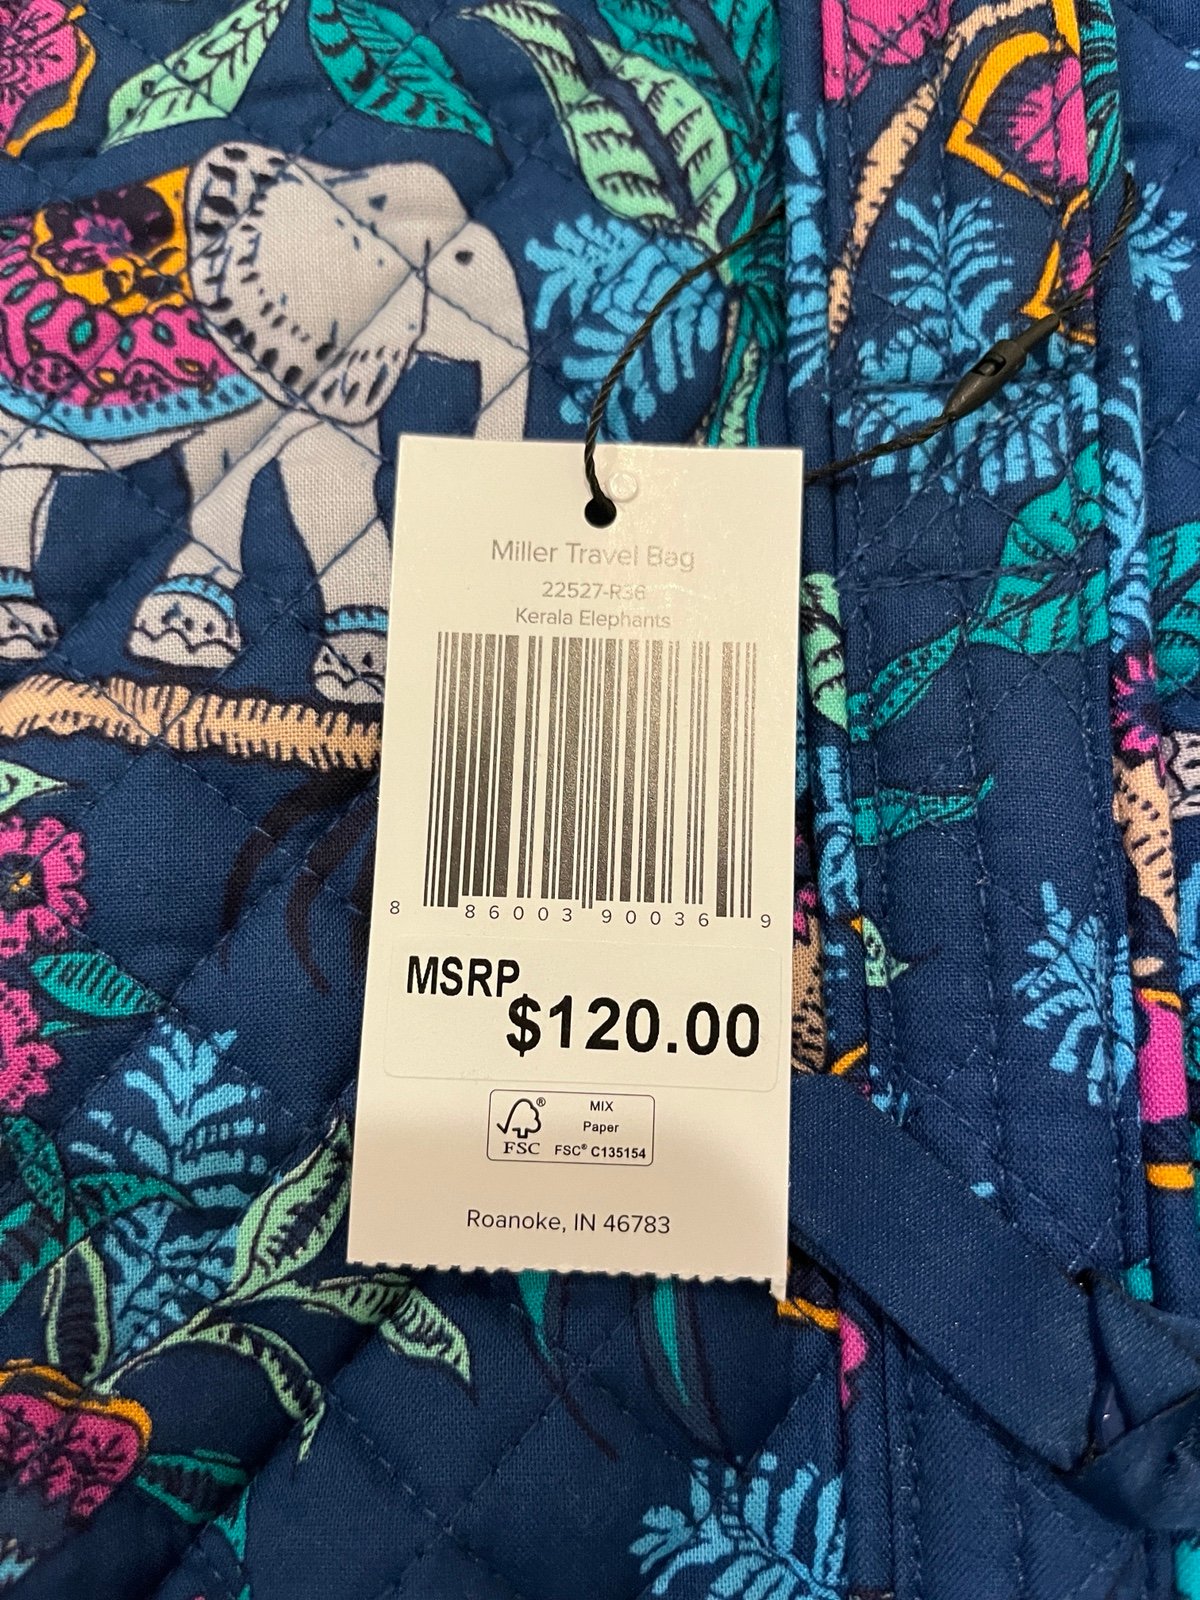 Miller Travel Bag
22527-R36
Kerala Elephants
8 86003 90036 9
MSRP
$120.00
FSC®
MIX
Paper
FSC® C135154
Roanoke, IN 46783